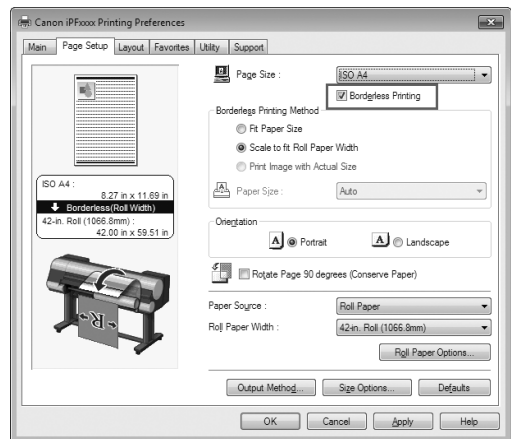 Canon iPFxxxx Printing Preferences
Main Page Setup Layout Favorites Utility Support
Page Size : ISO A4
Borderless Printing
Borderless Printing Method
Fit Paper Size
Scale to fit Roll Paper Width
Print Image with Actual Size
Paper Size : Auto
ISO A4 :
8.27 in x 11.69 in
Borderless(Roll Width)
42-in. Roll (1066.8mm) :
42.00 in x 59.51 in
Orientation
A Portrait A Landscape
Rotate Page 90 degrees (Conserve Paper)
R
Paper Source : Roll Paper
Roll Paper Width : 42-in. Roll (1066.8mm)
Roll Paper Options...
Output Method... Size Options... Defaults
OK Cancel Apply Help